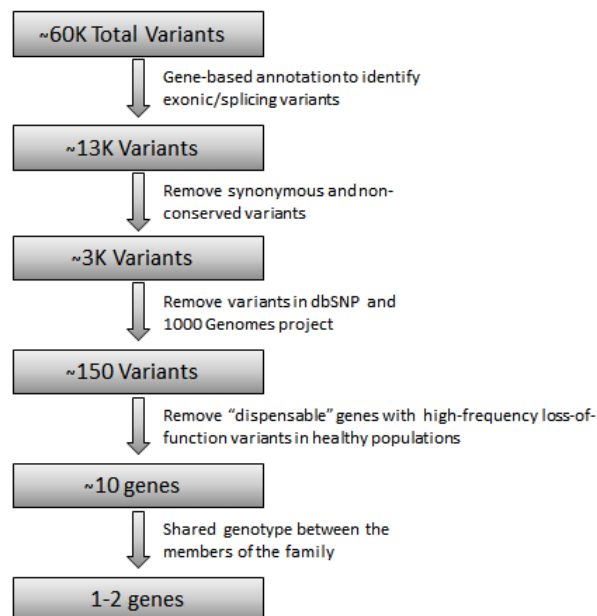 ~60K Total Variants
Gene-based annotation to identify
exonic/splicing variants
~13K Variants
Remove synonymous and non-
conserved variants
~3K Variants
Remove variants in dbSNP and
1000 Genomes project
~150 Variants
Remove “dispensable” genes with high-frequency loss-of-
function variants in healthy populations
~10 genes
Shared genotype between the
members of the family
1-2 genes